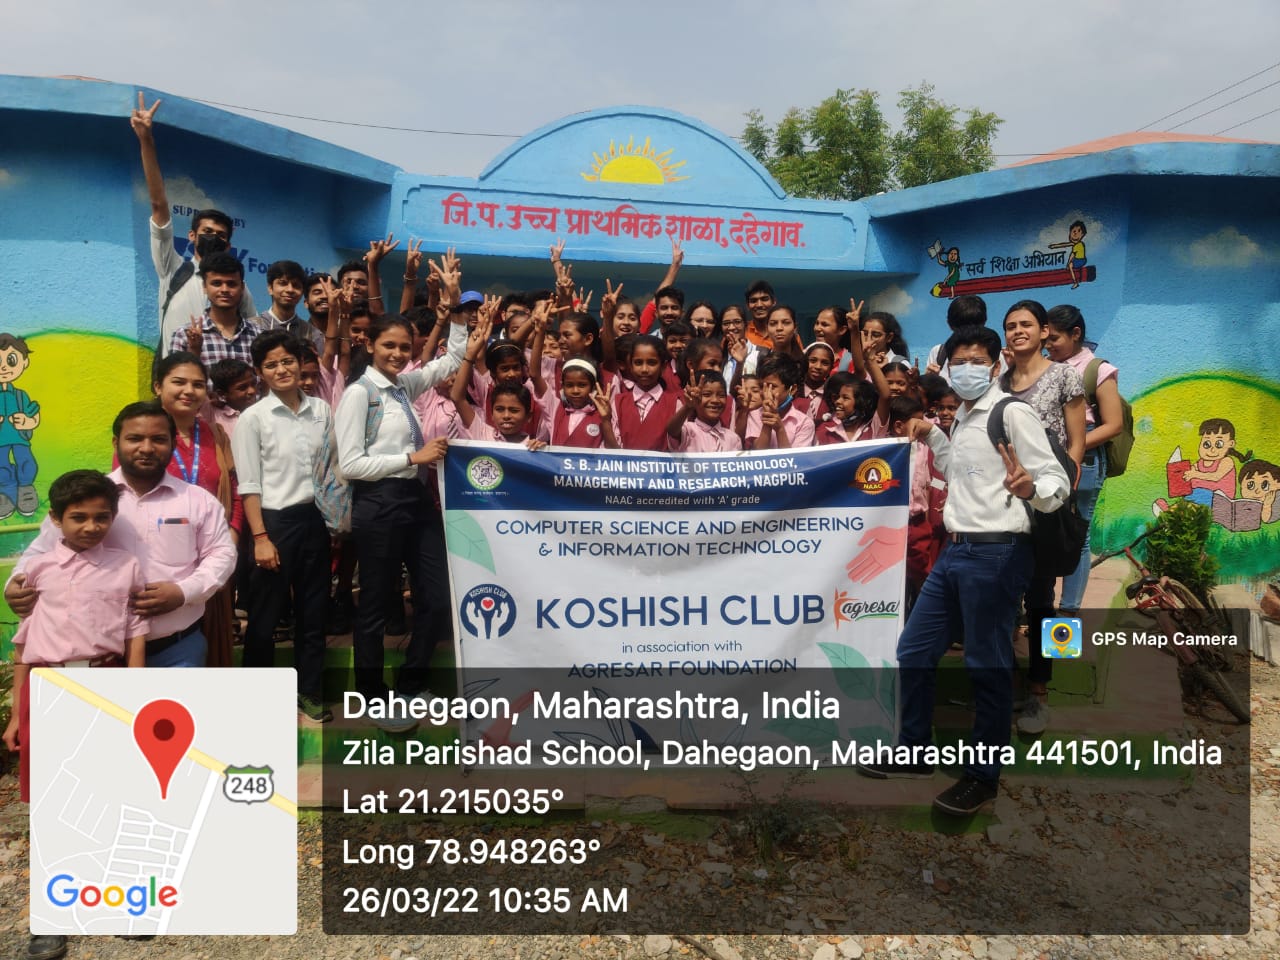 जि.प. उच्च प्राथमिक शाळा, दहेगाव.
सर्व शिक्षा अभियान
S. B. JAIN INSTITUTE OF TECHNOLOGY,
MANAGEMENT AND RESEARCH, NAGPUR.
NAAC accredited with 'A' grade
A
NAAC
COMPUTER SCIENCE AND ENGINEERING
& INFORMATION TECHNOLOGY
KOSHISH CLUB
KOSHISH CLUB
agresar
in association with
AGRESAR FOUNDATION
GPS Map Camera
248
Google
Dahegaon, Maharashtra, India
Zila Parishad School, Dahegaon, Maharashtra 441501, India
Lat 21.215035°
Long 78.948263°
26/03/22 10:35 AM